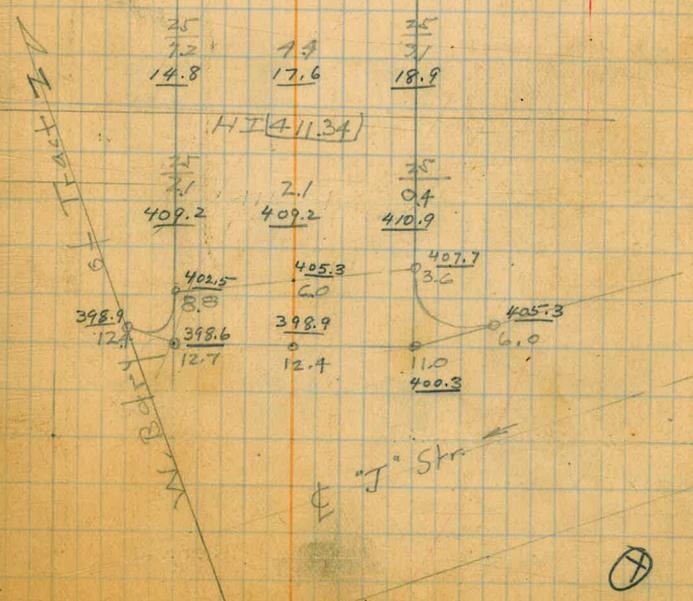 25 25
7.2 4.4 3.1
14.8 17.6 18.9
HI 411.34
25 25
2.1 2.1 0.4
409.2 409.2 410.9
402.5 405.3 407.7
8.8 6.0 3.6
398.9 405.3
12.4 6.0
398.6 398.9
12.7 12.4 11.0
400.3
W. Bdry of Tract Z
℄ "J" Str.